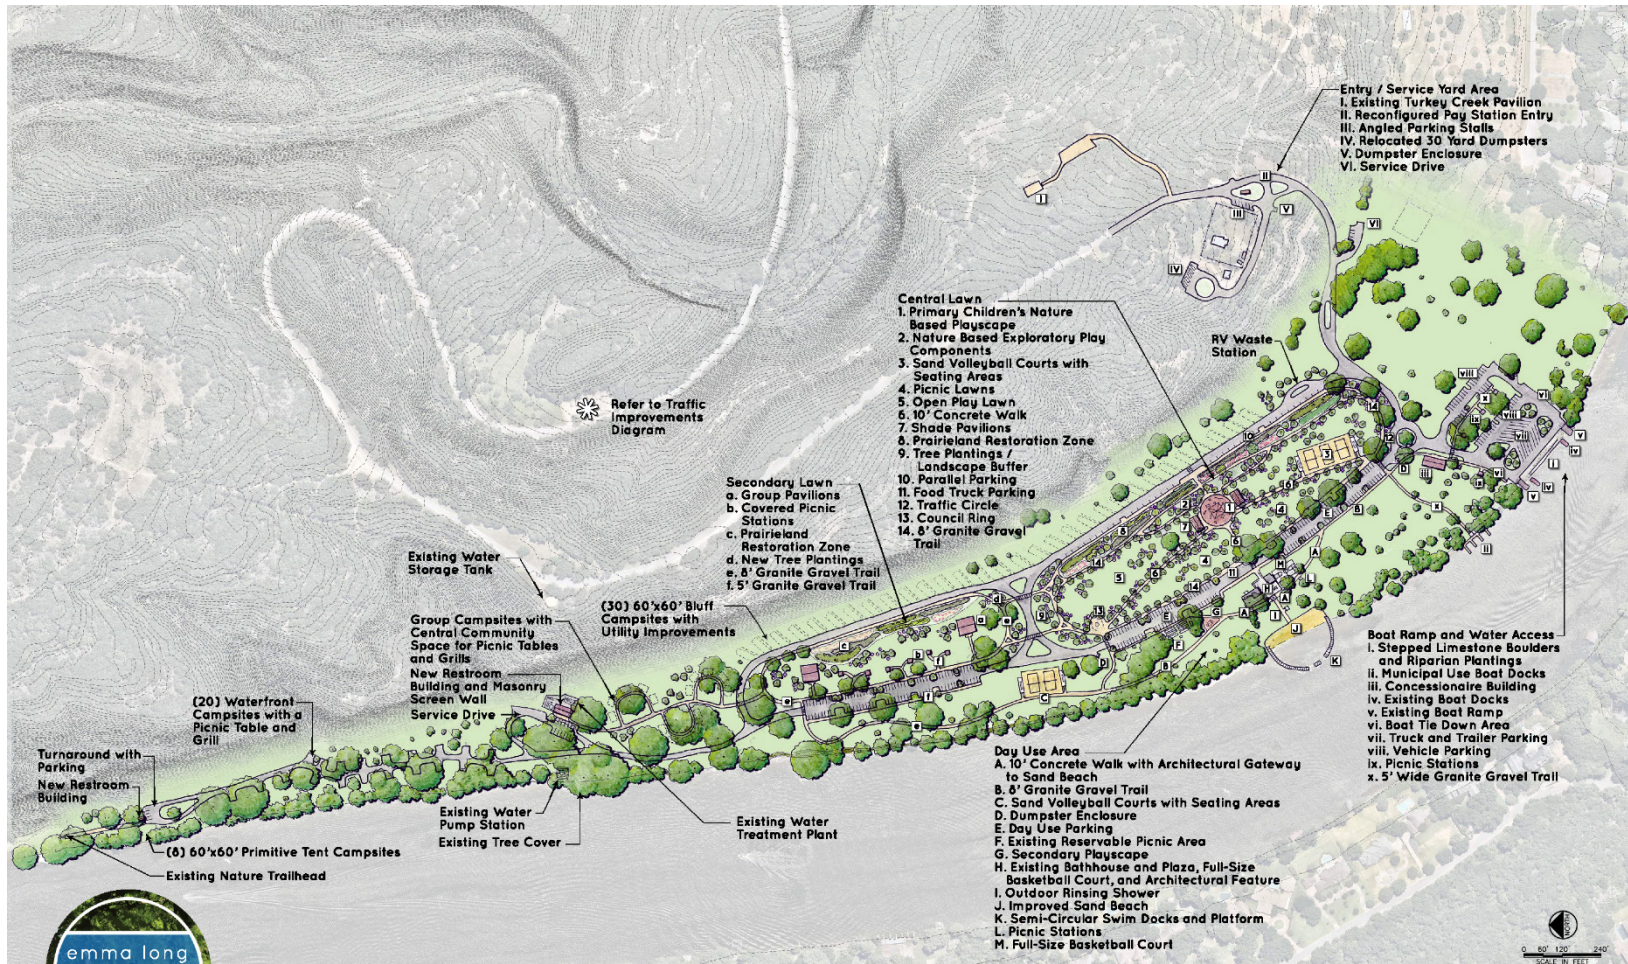 Entry / Service Yard Area
I. Existing Turkey Creek Pavilion
II. Reconfigured Pay Station Entry
III. Angled Parking Stalls
IV. Relocated 30 Yard Dumpsters
V. Dumpster Enclosure
VI. Service Drive
Central Lawn
1. Primary Children's Nature
Based Playscape
2. Nature Based Exploratory Play
Components
3. Sand Volleyball Courts with
Seating Areas
4. Picnic Lawns
5. Open Play Lawn
6. 10' Concrete Walk
7. Shade Pavilions
8. Prairieland Restoration Zone
9. Tree Plantings /
Landscape Buffer
10. Parallel Parking
11. Food Truck Parking
12. Traffic Circle
13. Council Ring
14. 8' Granite Gravel
Trail
RV Waste
Station
Refer to Traffic
Improvements
Diagram
Secondary Lawn
a. Group Pavilions
b. Covered Picnic
Stations
c. Prairieland
Restoration Zone
d. New Tree Plantings
e. 8' Granite Gravel Trail
f. 5' Granite Gravel Trail
Existing Water
Storage Tank
(30) 60'x60' Bluff
Campsites with
Utility Improvements
Group Campsites with
Central Community
Space for Picnic Tables
and Grills
New Restroom
Building and Masonry
Screen Wall
Service Drive
(20) Waterfront
Campsites with a
Picnic Table and
Grill
Turnaround with
Parking
New Restroom
Building
(8) 60'x60' Primitive Tent Campsites
Existing Nature Trailhead
Existing Water
Pump Station
Existing Tree Cover
Existing Water
Treatment Plant
Day Use Area
A. 10' Concrete Walk with Architectural Gateway
to Sand Beach
B. 8' Granite Gravel Trail
C. Sand Volleyball Courts with Seating Areas
D. Dumpster Enclosure
E. Day Use Parking
F. Existing Reservable Picnic Area
G. Secondary Playscape
H. Existing Bathhouse and Plaza, Full-Size
Basketball Court, and Architectural Feature
I. Outdoor Rinsing Shower
J. Improved Sand Beach
K. Semi-Circular Swim Docks and Platform
L. Picnic Stations
M. Full-Size Basketball Court
Boat Ramp and Water Access
i. Stepped Limestone Boulders
and Riparian Plantings
ii. Municipal Use Boat Docks
iii. Concessionaire Building
iv. Existing Boat Docks
v. Existing Boat Ramp
vi. Boat Tie Down Area
vii. Truck and Trailer Parking
viii. Vehicle Parking
ix. Picnic Stations
x. 5' Wide Granite Gravel Trail
emma long
NORTH
0 60' 120' 240'
SCALE IN FEET